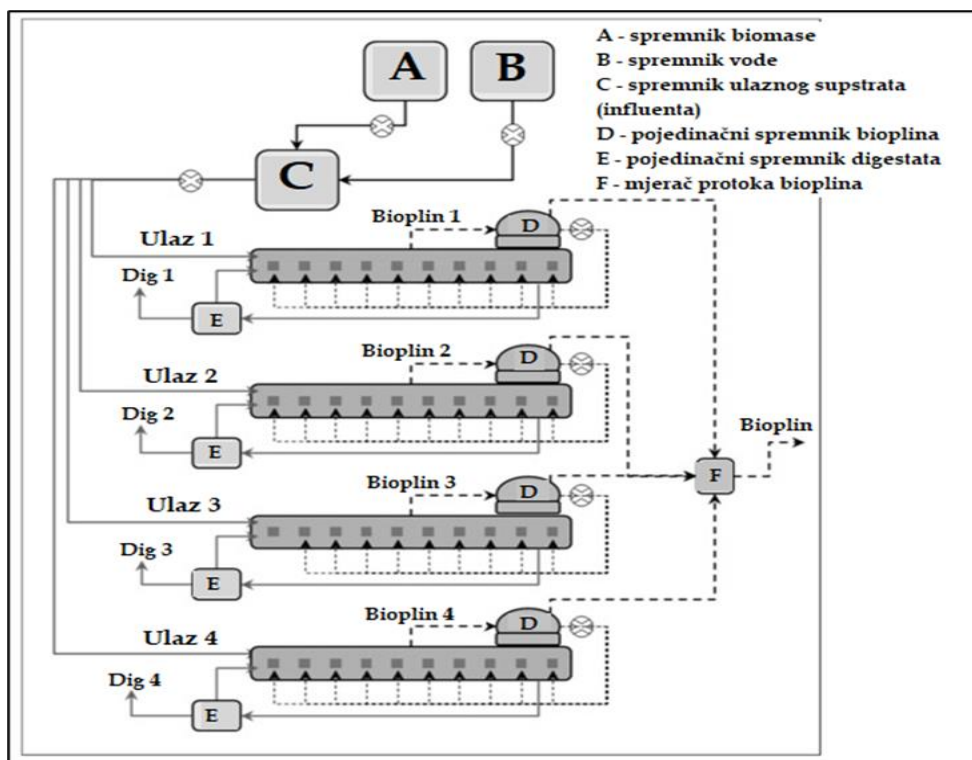 A
B
C
A - spremnik biomase
B - spremnik vode
C - spremnik ulaznog supstrata
(influenta)
D - pojedinačni spremnik bioplina
E - pojedinačni spremnik digestata
F - mjerač protoka bioplina
Bioplin 1
D
Ulaz 1
Dig 1
E
Bioplin 2
D
Ulaz 2
Dig 2
E
Bioplin
F
Bioplin 3
D
Ulaz 3
Dig 3
E
Bioplin 4
D
Ulaz 4
Dig 4
E